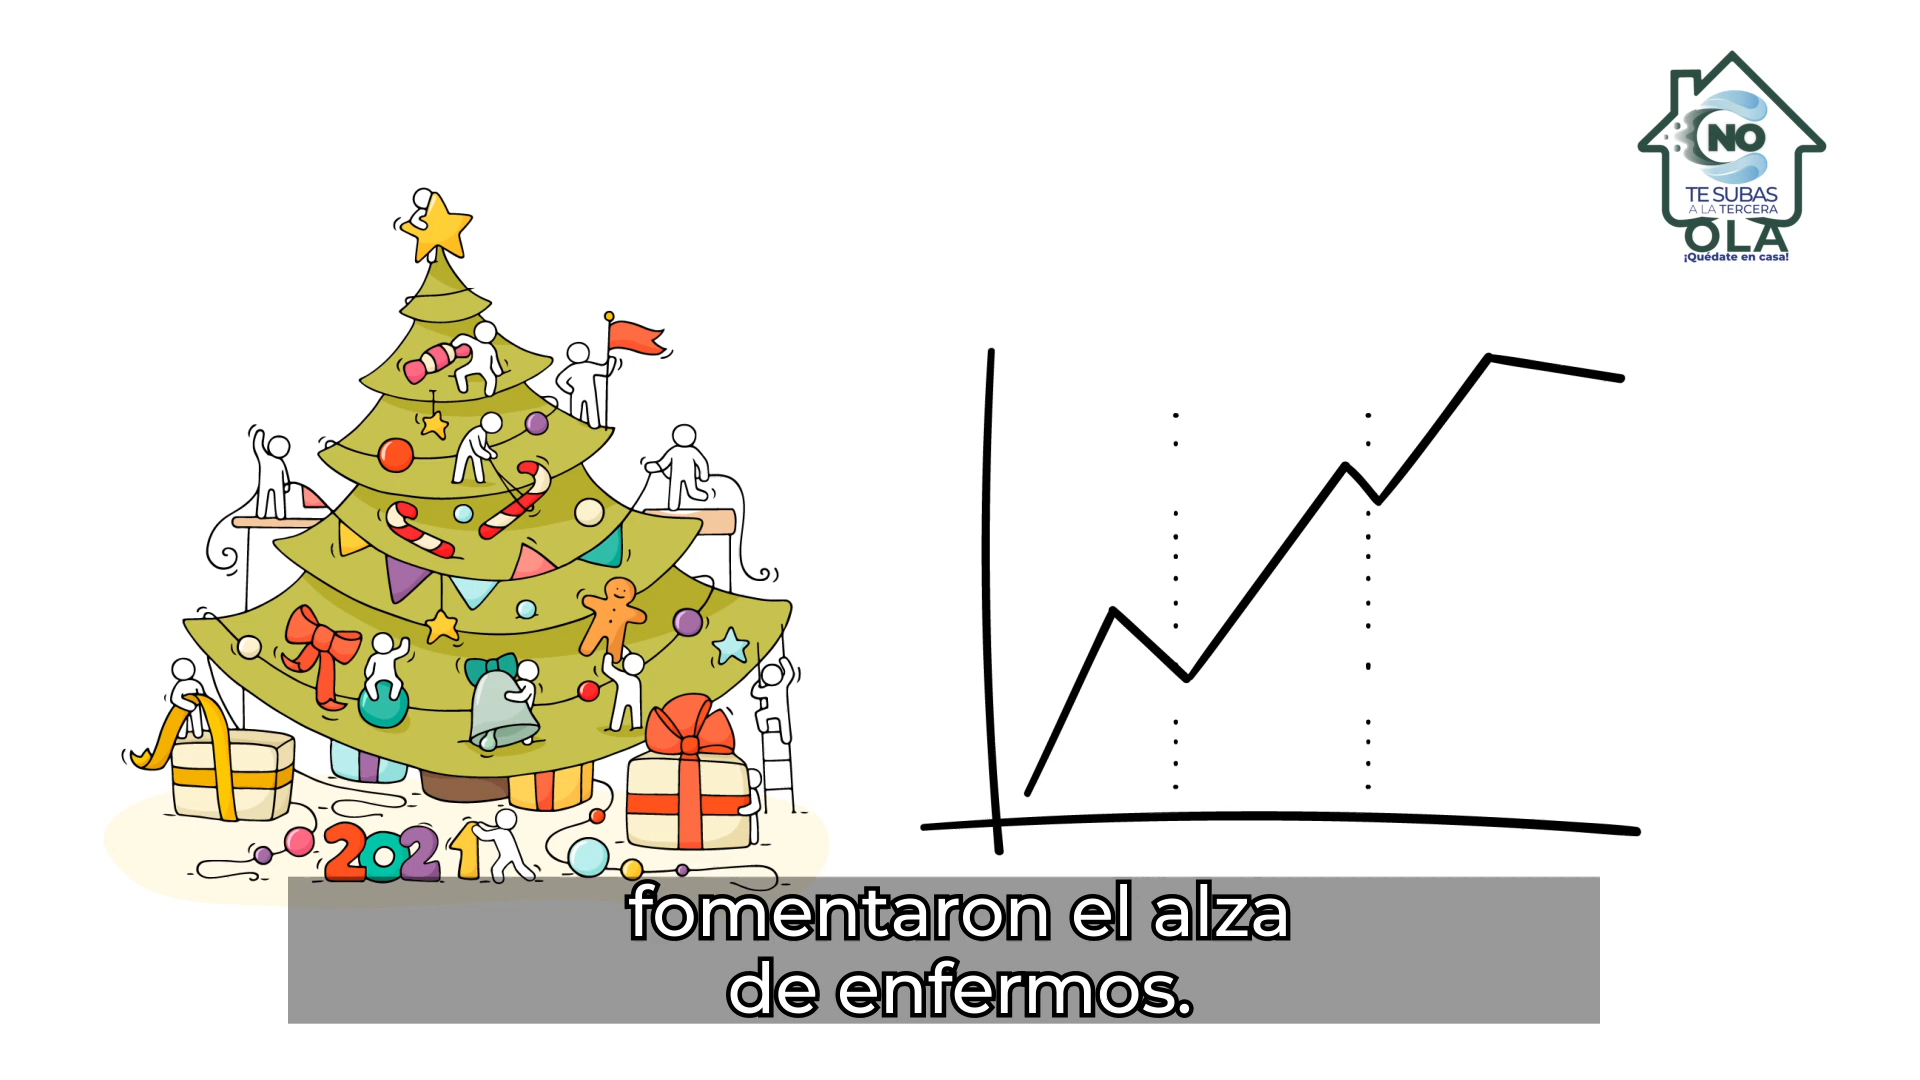 NO
TE SUBAS
A LA TERCERA
OLA
¡Quédate en casa!
2021
fomentaron el alza
de enfermos.